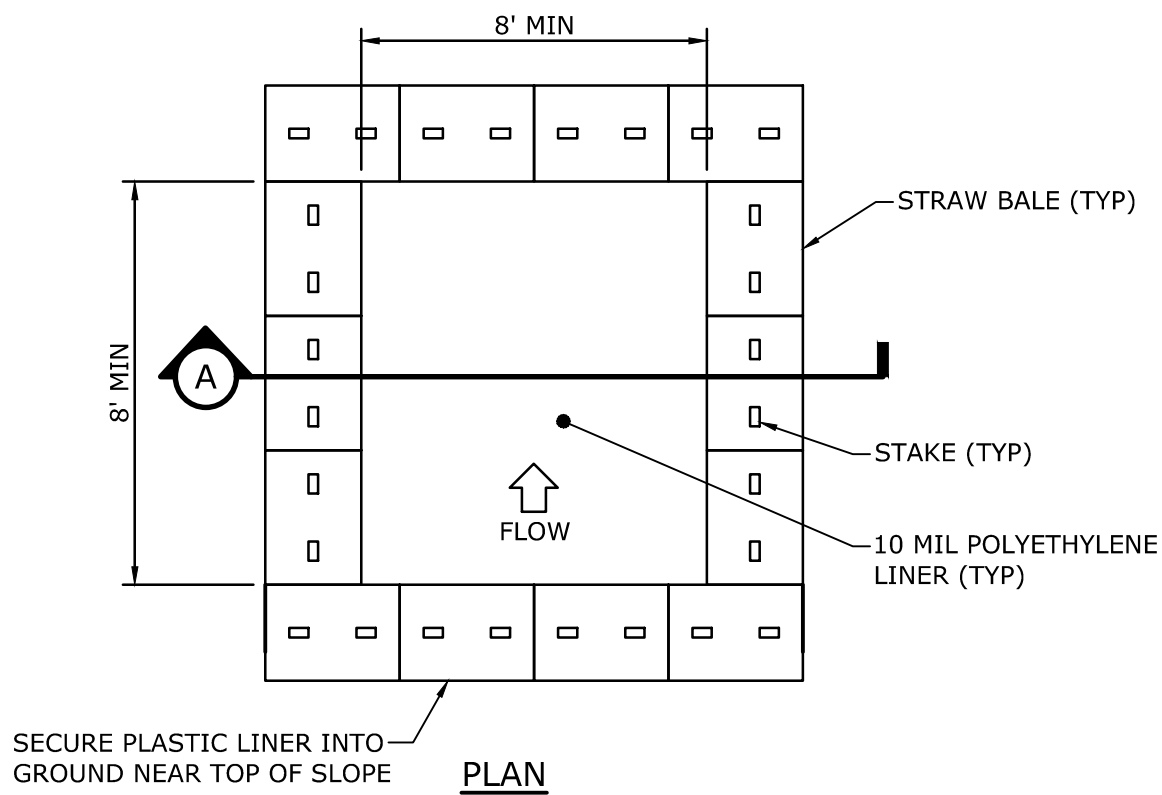 8' MIN
STRAW BALE (TYP)
8' MIN
A
STAKE (TYP)
FLOW
10 MIL POLYETHYLENE
LINER (TYP)
SECURE PLASTIC LINER INTO
GROUND NEAR TOP OF SLOPE
PLAN